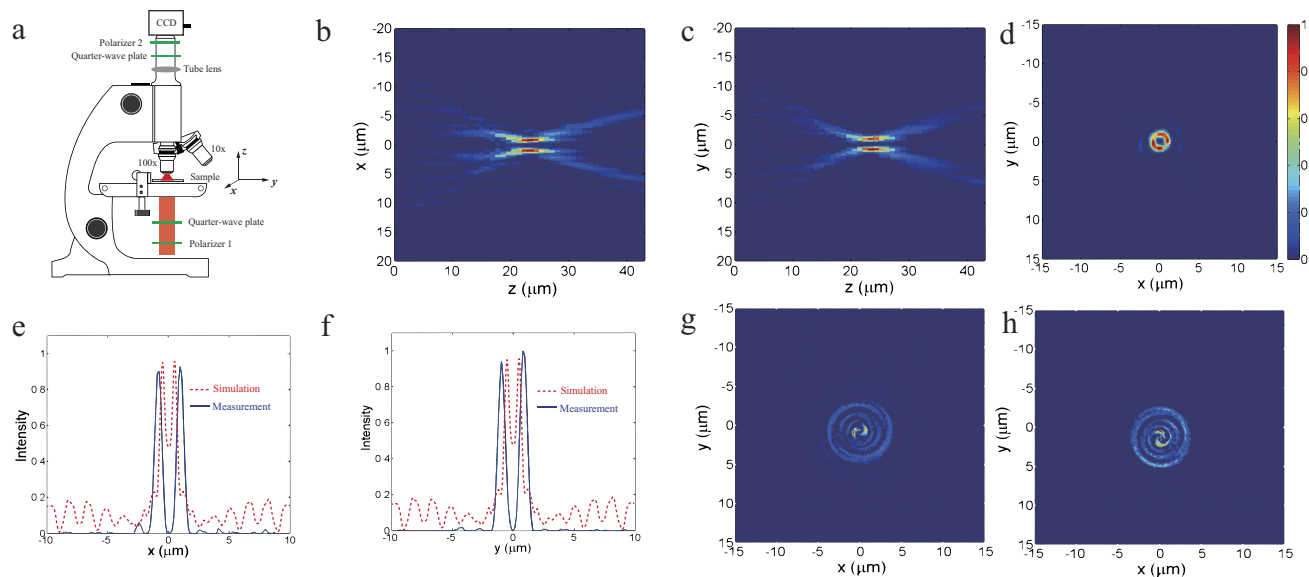 a
CCD
Polarizer 2
Quarter-wave plate
Tube lens
10x
100x
Sample
z
y
x
Quarter-wave plate
Polarizer 1
b
-20
-15
-10
-5
0
5
10
15
20
x (μm)
0 10 20 30 40
z (μm)
c
-20
-15
-10
-5
0
5
10
15
20
y (μm)
0 10 20 30 40
z (μm)
d
-15
-10
-5
0
5
10
15
y (μm)
-15 -10 -5 0 5 10 15
x (μm)
1
0
0
0
0
0
e
1
0 8
0 6
0 4
0.2
0
Intensity
Simulation
Measurement
-10 -5 0 5 10
x (μm)
f
1
0 8
0 6
0 4
0.2
0
Intensity
Simulation
Measurement
-10 -5 0 5 10
y (μm)
g
-15
-10
-5
0
5
10
15
y (μm)
-15 -10 -5 0 5 10 15
x (μm)
h
-15
-10
-5
0
5
10
15
y (μm)
-15 -10 -5 0 5 10 15
x (μm)